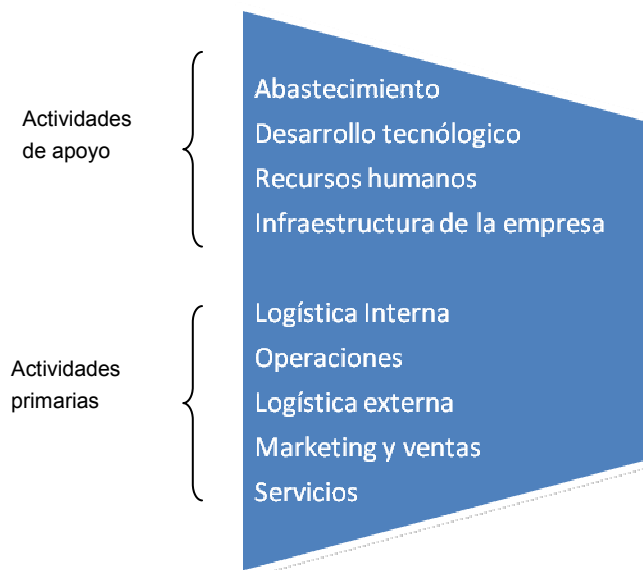 Actividades
de apoyo
Abastecimiento
Desarrollo tecnólogico
Recursos humanos
Infraestructura de la empresa
Actividades
primarias
Logística Interna
Operaciones
Logística externa
Marketing y ventas
Servicios